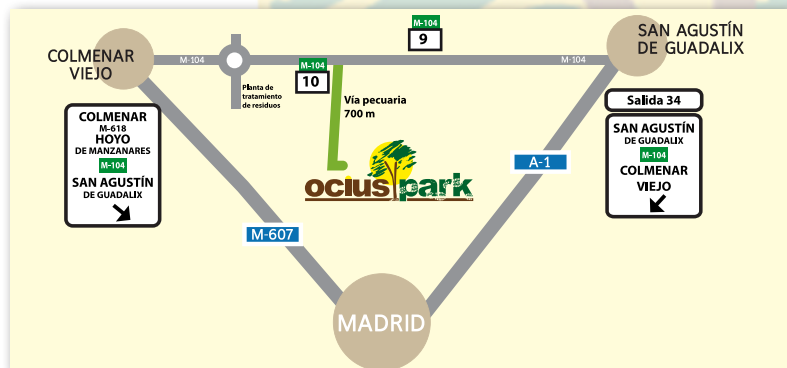 COLMENAR
VIEJO
M-104
M-104
9
SAN AGUSTÍN
DE GUADALIX
M-104
M-104
10
Planta de
tratamiento
de residuos
Vía pecuaria
700 m
COLMENAR
M-618
HOYO
DE MANZANARES
M-104
SAN AGUSTÍN
DE GUADALIX
Salida 34
SAN AGUSTÍN
DE GUADALIX
M-104
COLMENAR
VIEJO
ociuspark
A-1
M-607
MADRID